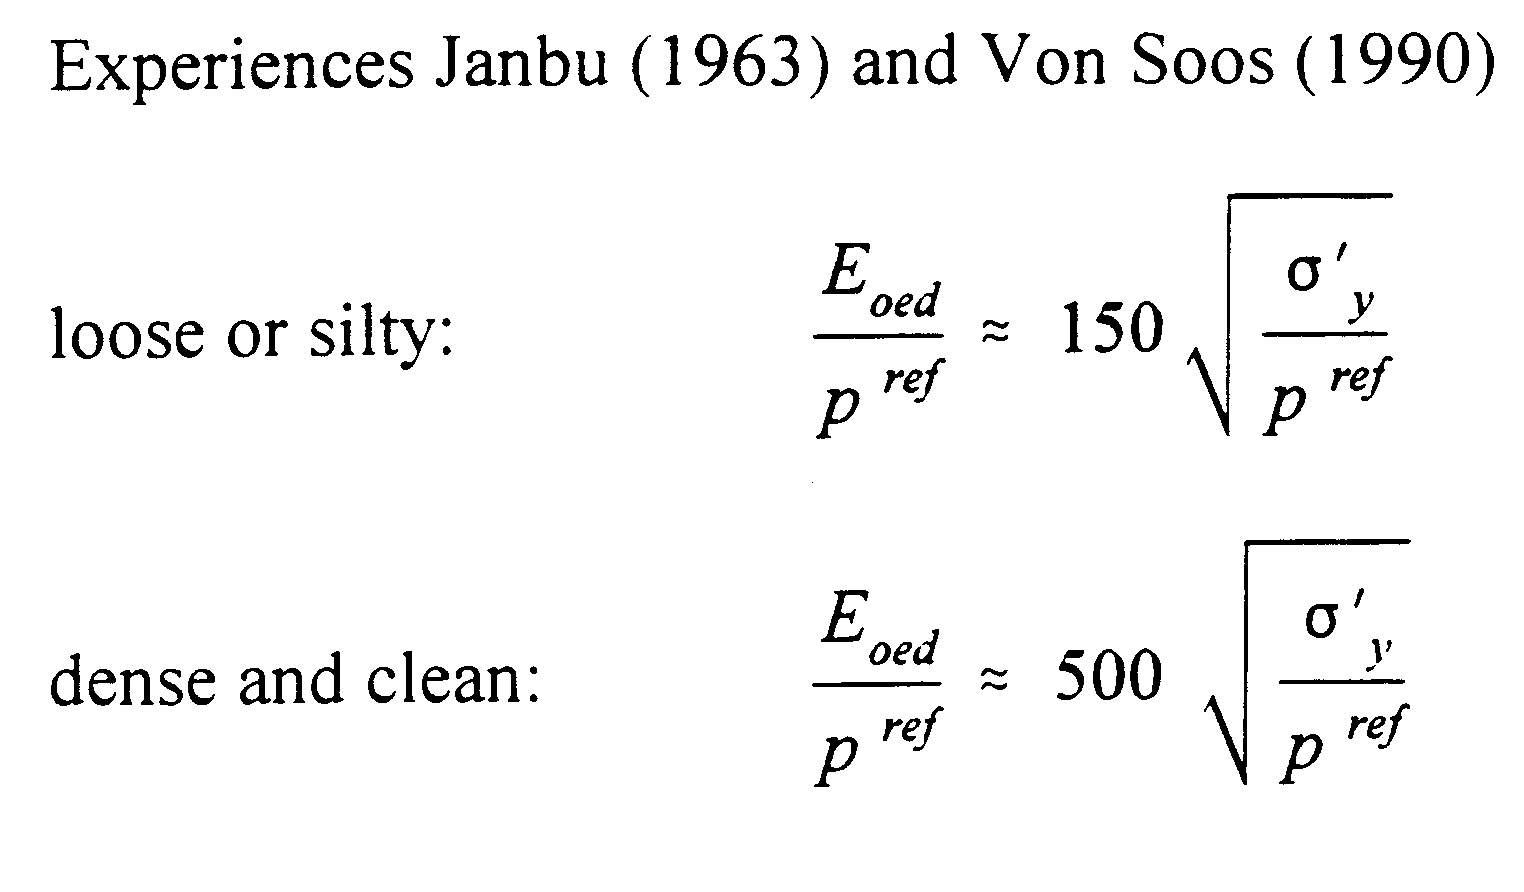 Experiences Janbu (1963) and Von Soos (1990)
loose or silty: E_oed / p^ref ≈ 150 √(σ'_y / p^ref)
dense and clean: E_oed / p^ref ≈ 500 √(σ'_y / p^ref)